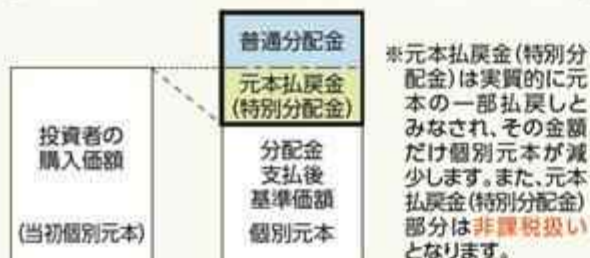 普通分配金
元本払戻金
(特別分配金)
投資者の
購入価額
(当初個別元本)
分配金
支払後
基準価額
個別元本
※元本払戻金(特別分
配金)は実質的に元
本の一部払戻しと
みなされ、その金額
だけ個別元本が減
少します。また、元本
払戻金(特別分配金)
部分は非課税扱い
となります。